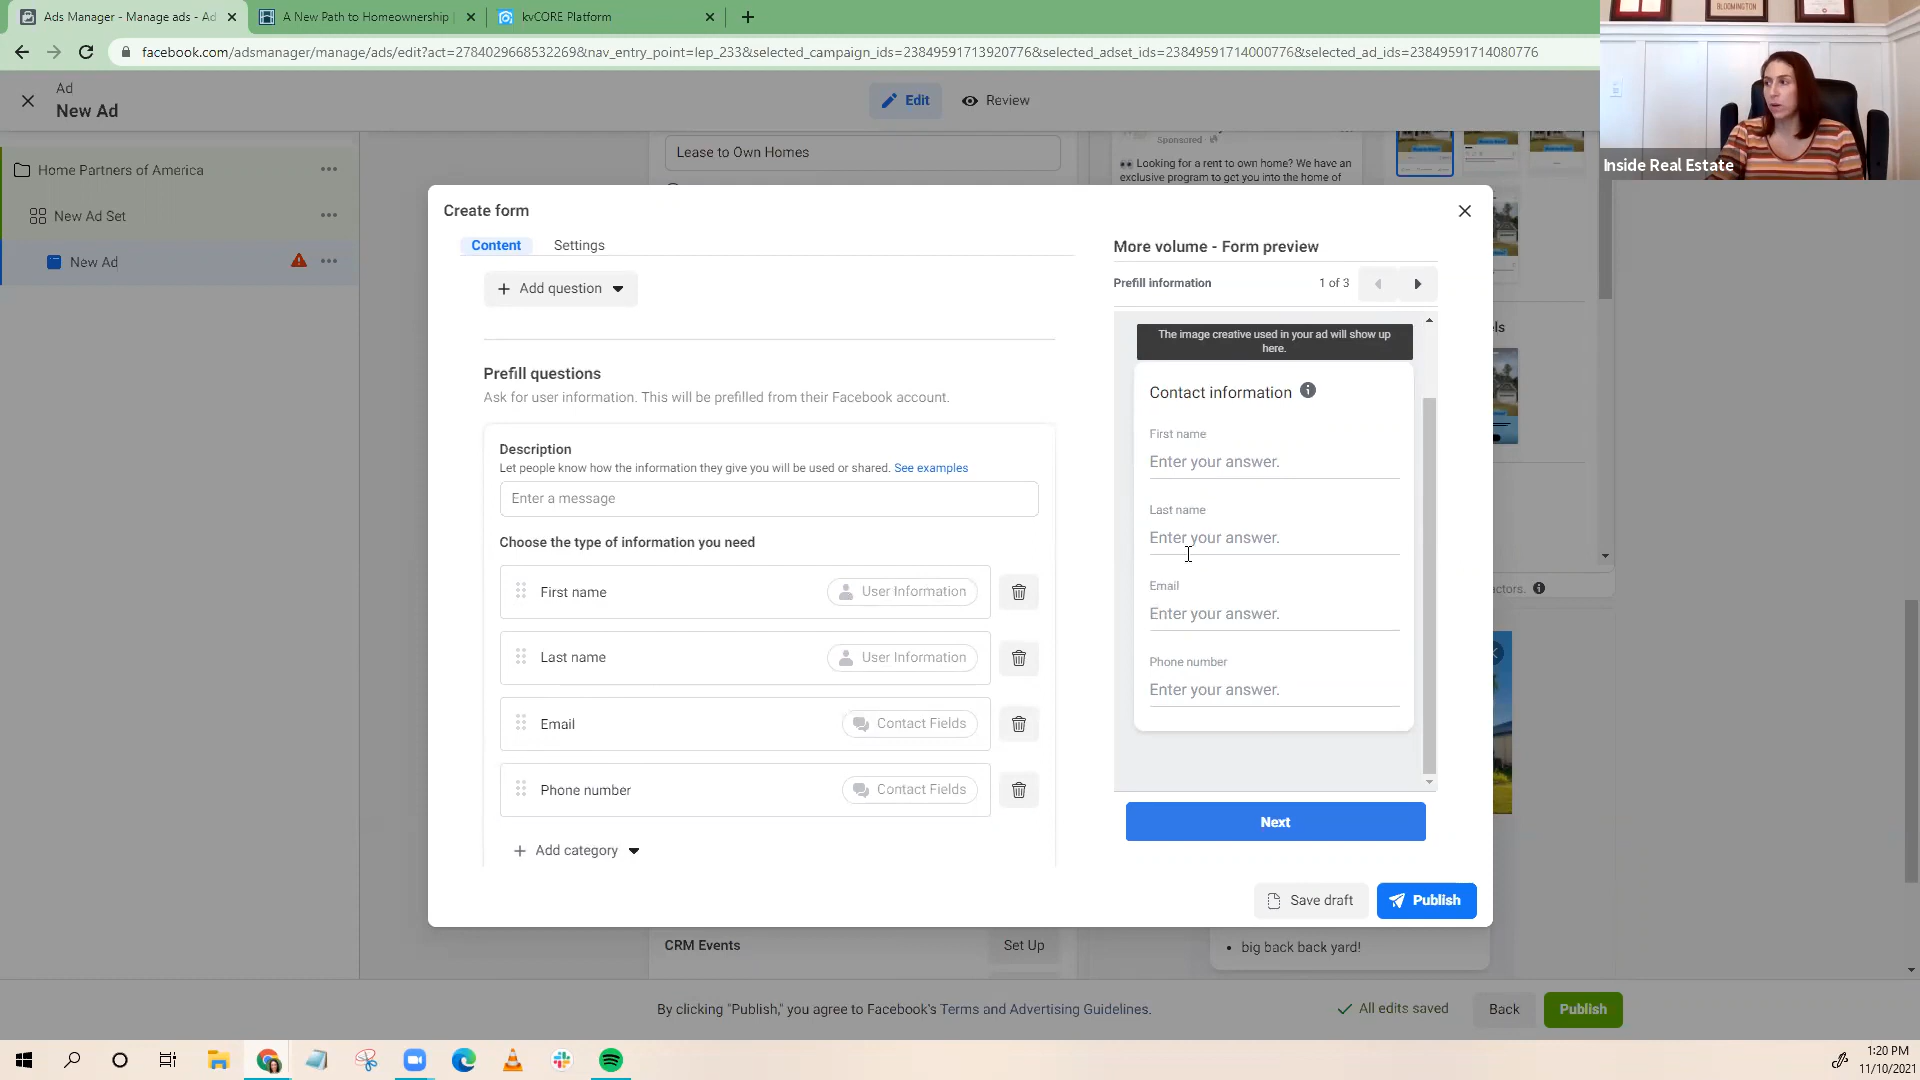 Ads Manager - Manage ads - Ad
A New Path to Homeownership
kvCORE Platform
facebook.com/adsmanager/manage/ads/edit?act=278402966853226­9&nav_entry_point=lep_233&selected_campaign_ids=23849591713920776&selected_adset_ids=23849591714000776&selected_ad_ids=23849591714080776
BLOOMINGTON
Inside Real Estate
Ad
New Ad
Edit
Review
Home Partners of America
New Ad Set
New Ad
Lease to Own Homes
Sponsored
👀 Looking for a rent to own home? We have an
exclusive program to get you into the home of
Create form
Content
Settings
Add question
Prefill questions
Ask for user information. This will be prefilled from their Facebook account.
Description
Let people know how the information they give you will be used or shared. See examples
Enter a message
Choose the type of information you need
First name
User Information
Last name
User Information
Email
Contact Fields
Phone number
Contact Fields
Add category
More volume - Form preview
Prefill information
1 of 3
The image creative used in your ad will show up
here.
Contact information
First name
Enter your answer.
Last name
Enter your answer.
Email
Enter your answer.
Phone number
Enter your answer.
Next
Save draft
Publish
els
actors.
CRM Events
Set Up
• big back back yard!
By clicking "Publish," you agree to Facebook's Terms and Advertising Guidelines.
All edits saved
Back
Publish
1:20 PM
11/10/2021